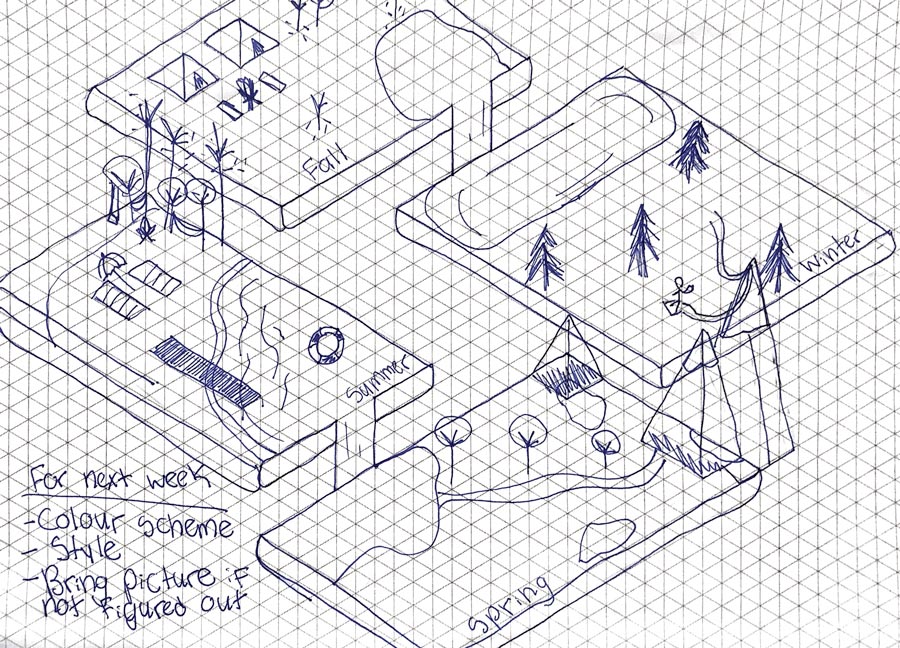 Fall
Winter
Summer
Spring
For next week
-Colour scheme
- Style
-Bring picture if
not figured out